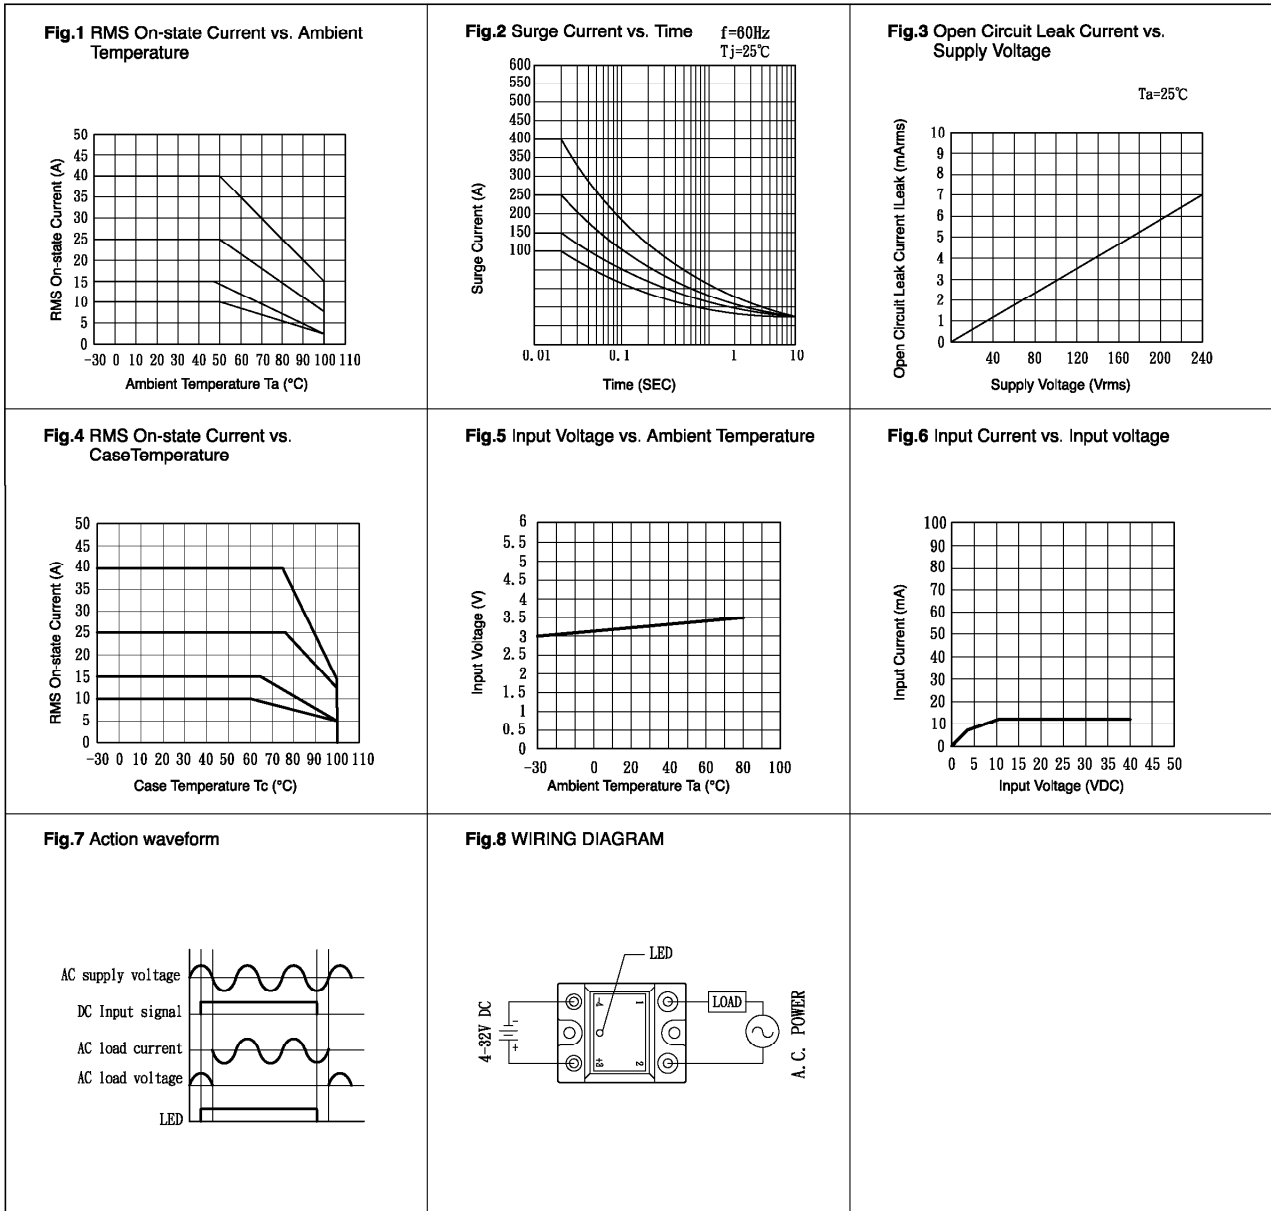 Fig.1 RMS On-state Current vs. Ambient
Temperature
50
45
40
35
30
25
20
15
10
5
0
RMS On-state Current (A)
-30 0 10 20 30 40 50 60 70 80 90 100 110
Ambient Temperature Ta (°C)
Fig.2 Surge Current vs. Time
f=60Hz
Tj=25℃
600
550
500
450
400
350
300
250
200
150
100
Surge Current (A)
0.01 0.1 1 10
Time (SEC)
Fig.3 Open Circuit Leak Current vs.
Supply Voltage
Ta=25℃
10
9
8
7
6
5
4
3
2
1
0
Open Circuit Leak Current ILeak (mArms)
40 80 120 160 200 240
Supply Voltage (Vrms)
Fig.4 RMS On-state Current vs.
CaseTemperature
50
45
40
35
30
25
20
15
10
5
0
RMS On-state Current (A)
-30 0 10 20 30 40 50 60 70 80 90 100 110
Case Temperature Tc (°C)
Fig.5 Input Voltage vs. Ambient Temperature
6
5.5
5
4.5
4
3.5
3
2.5
2
1.5
1
0.5
0
Input Voltage (V)
-30 0 20 40 60 80 100
Ambient Temperature Ta (°C)
Fig.6 Input Current vs. Input voltage
100
90
80
70
60
50
40
30
20
10
0
Input Current (mA)
0 5 10 15 20 25 30 35 40 45 50
Input Voltage (VDC)
Fig.7 Action waveform
AC supply voltage
DC Input signal
AC load current
AC load voltage
LED
Fig.8 WIRING DIAGRAM
LED
4-32V DC
-
+
-4
+3
1
2
LOAD
A.C. POWER